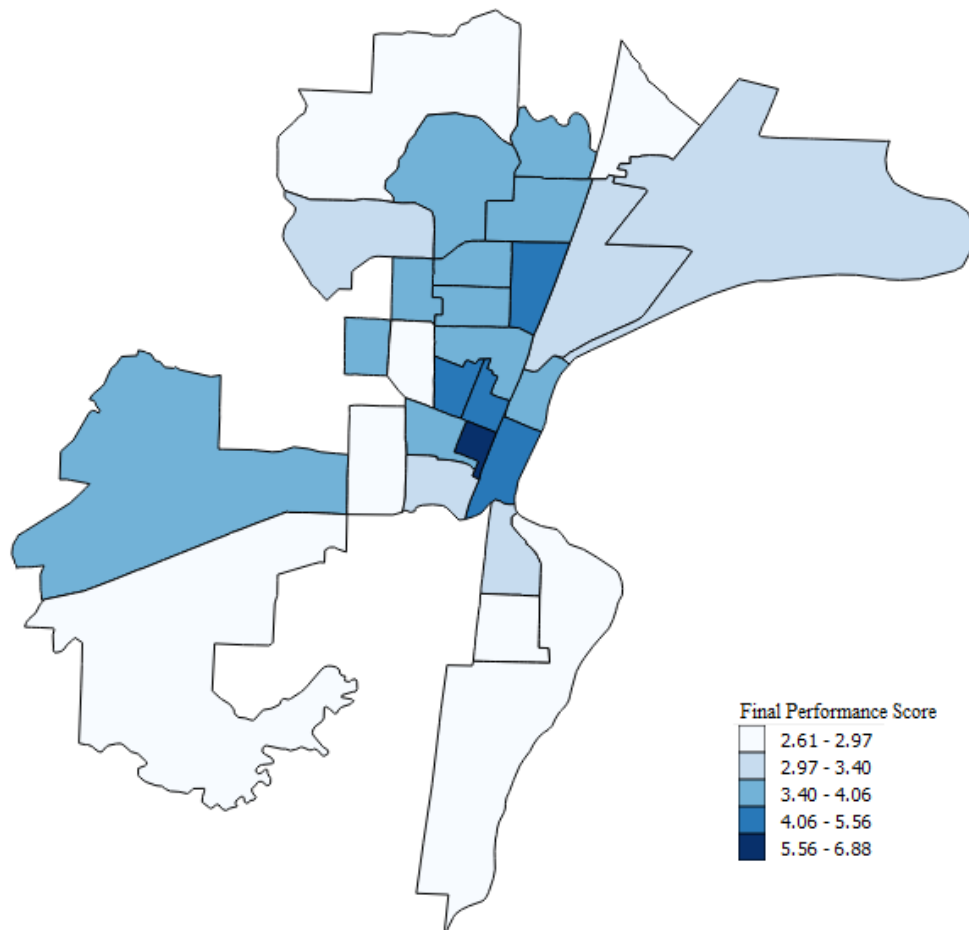 Final Performance Score
2.61 - 2.97
2.97 - 3.40
3.40 - 4.06
4.06 - 5.56
5.56 - 6.88